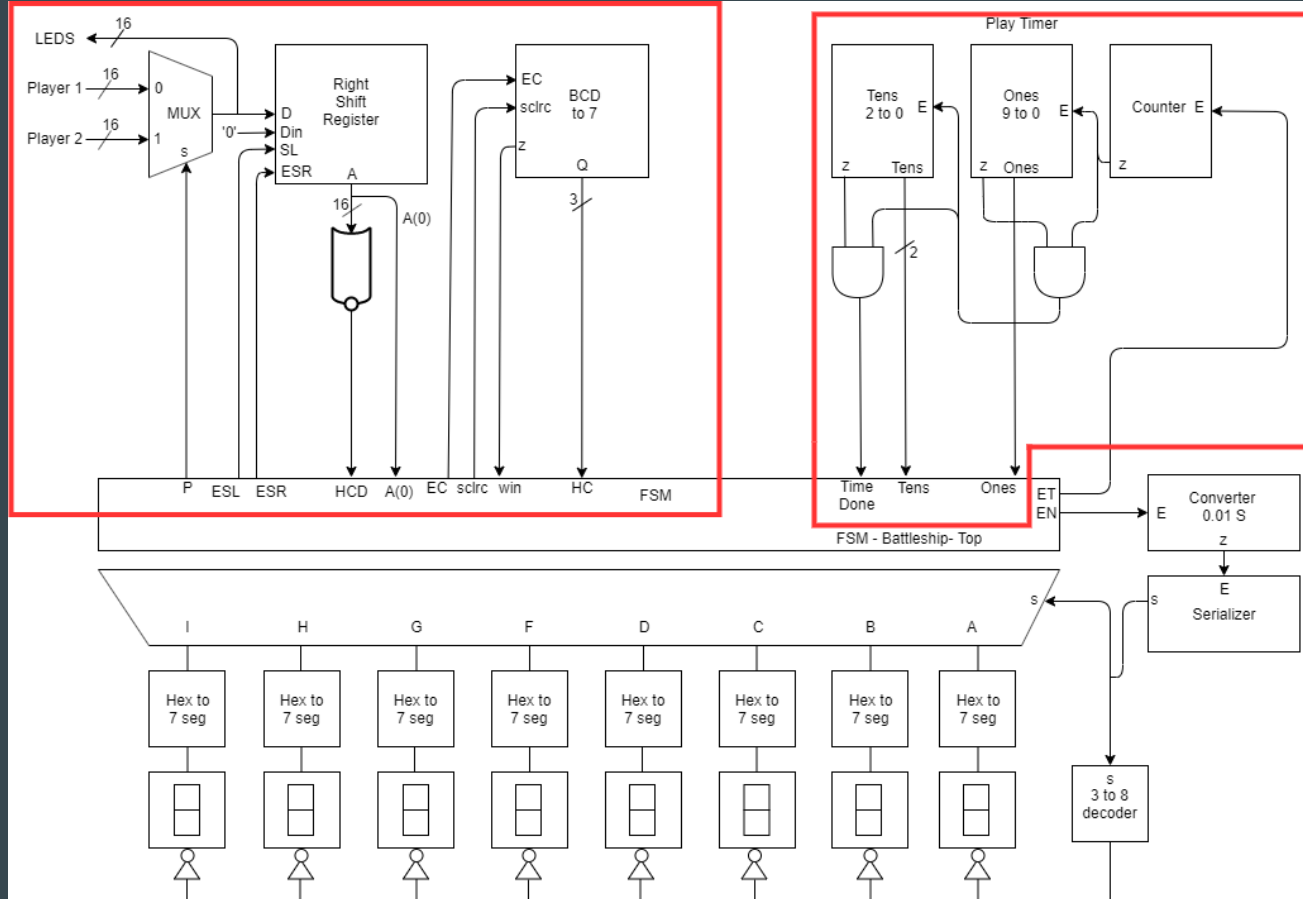 16
LEDS
Player 1
16
0
MUX
Player 2
16
1
s
Right
Shift
Register
D
'0'
Din
SL
ESR
A
16
A(0)
BCD
to 7
EC
sclrc
z
Q
3
Play Timer
Tens
2 to 0
E
z
Tens
2
Ones
9 to 0
E
z
Ones
Counter
E
z
P
ESL
ESR
HCD
A(0)
EC
sclrc
win
HC
FSM
Time
Done
Tens
Ones
ET
EN
FSM - Battleship- Top
Converter
0.01 S
E
z
E
s
Serializer
s
I
H
G
F
D
C
B
A
Hex to
7 seg
Hex to
7 seg
Hex to
7 seg
Hex to
7 seg
Hex to
7 seg
Hex to
7 seg
Hex to
7 seg
Hex to
7 seg
s
3 to 8
decoder